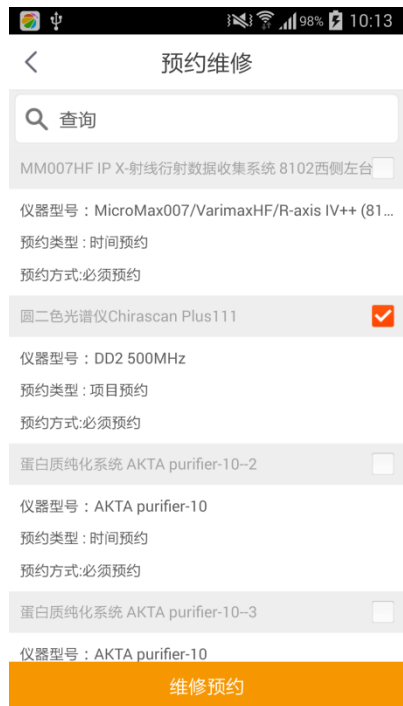 98% 10:13
预约维修
查询
MM007HF IP X-射线衍射数据收集系统 8102西侧左台
仪器型号：MicroMax007/VarimaxHF/R-axis IV++ (81...
预约类型 : 时间预约
预约方式:必须预约
圆二色光谱仪Chirascan Plus111
仪器型号：DD2 500MHz
预约类型 : 项目预约
预约方式:必须预约
蛋白质纯化系统 AKTA purifier-10--2
仪器型号：AKTA purifier-10
预约类型 : 时间预约
预约方式:必须预约
蛋白质纯化系统 AKTA purifier-10--3
仪器型号：AKTA purifier-10
维修预约